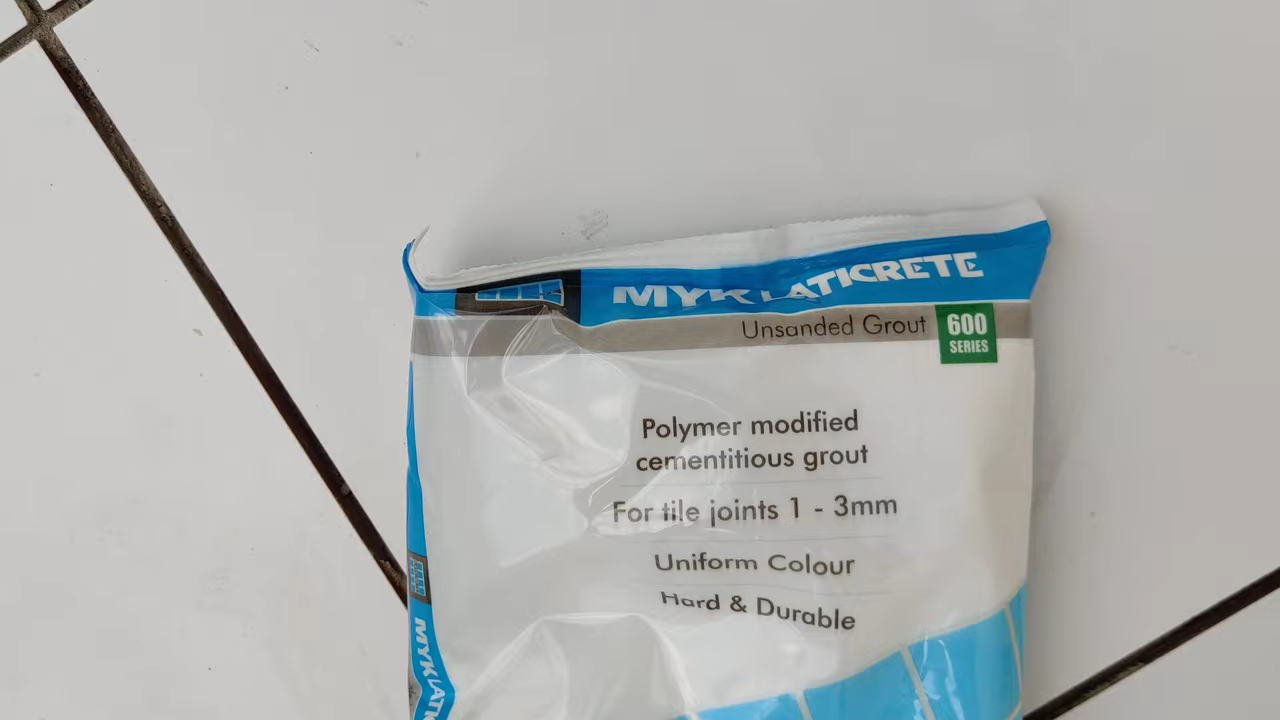 MYK LATICRETE
Unsanded Grout
600
SERIES
Polymer modified
cementitious grout
For tile joints 1 - 3mm
Uniform Colour
Hard & Durable
MYK LATI